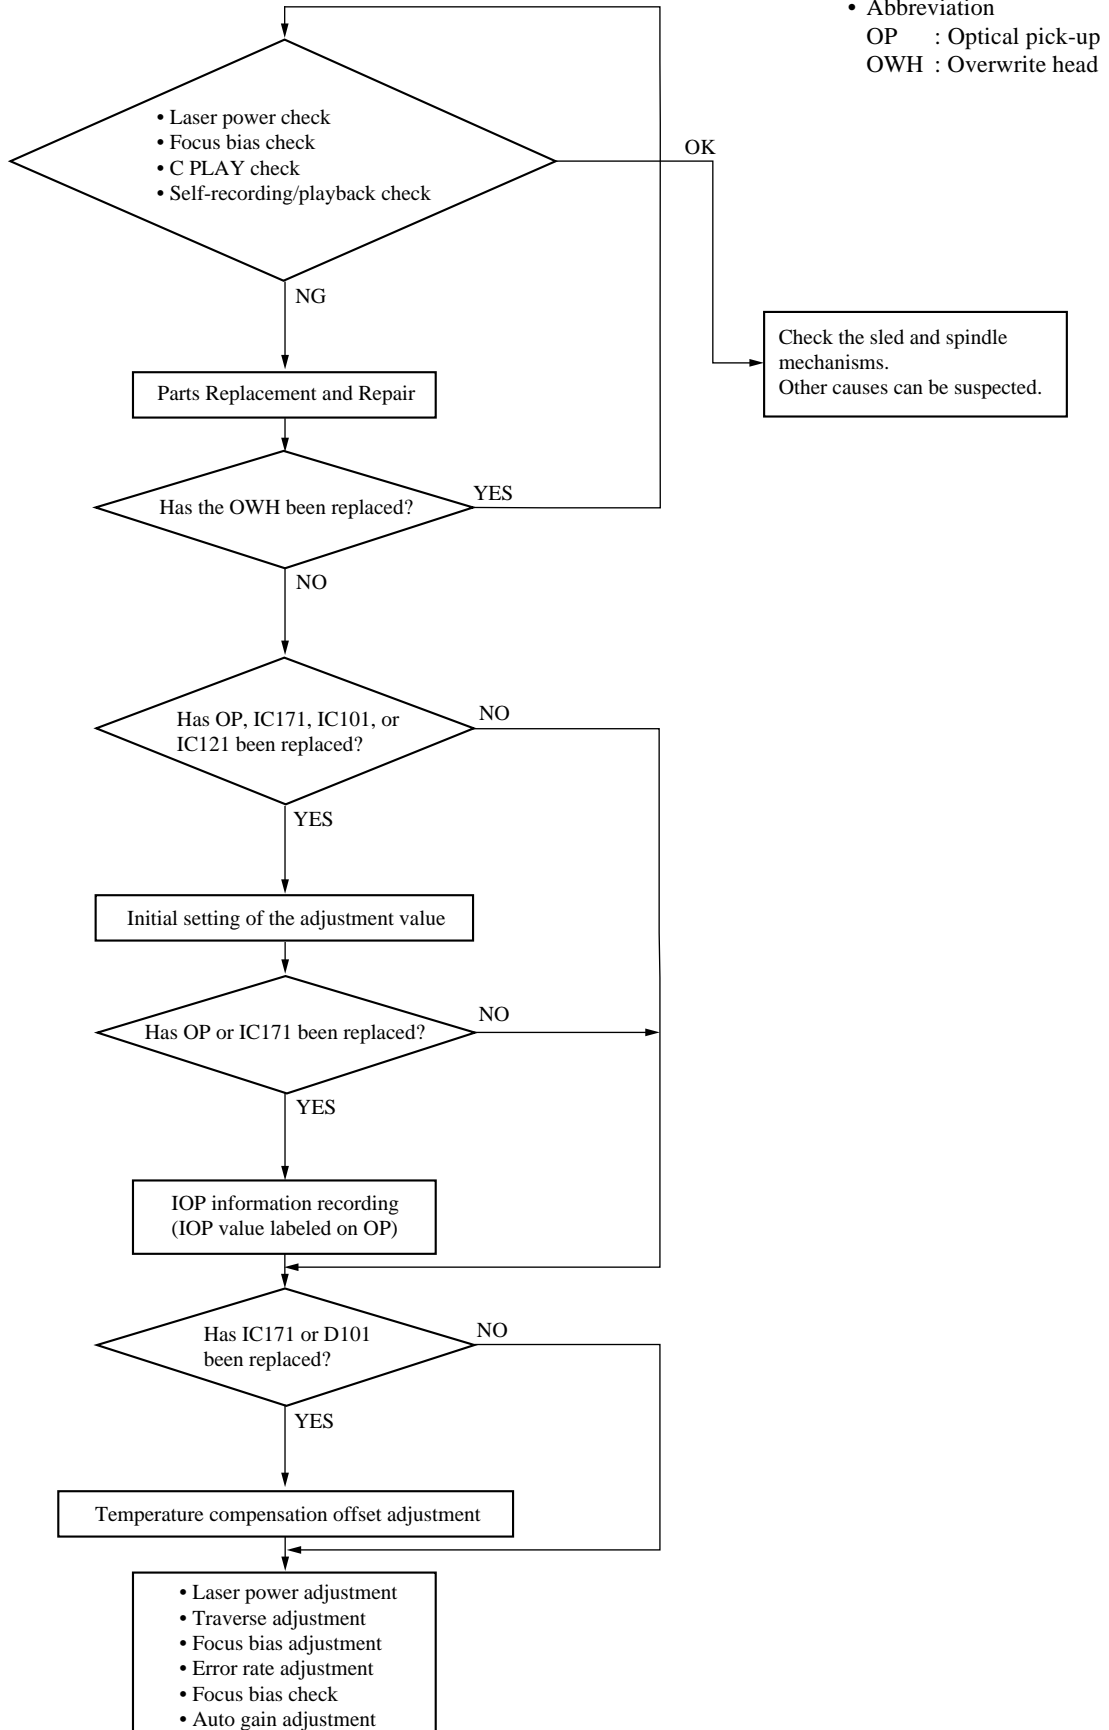 • Abbreviation
OP : Optical pick-up
OWH : Overwrite head
• Laser power check
• Focus bias check
• C PLAY check
• Self-recording/playback check
OK
NG
Check the sled and spindle
mechanisms.
Other causes can be suspected.
Parts Replacement and Repair
Has the OWH been replaced?
YES
NO
Has OP, IC171, IC101, or
IC121 been replaced?
NO
YES
Initial setting of the adjustment value
Has OP or IC171 been replaced?
NO
YES
IOP information recording
(IOP value labeled on OP)
Has IC171 or D101
been replaced?
NO
YES
Temperature compensation offset adjustment
• Laser power adjustment
• Traverse adjustment
• Focus bias adjustment
• Error rate adjustment
• Focus bias check
• Auto gain adjustment